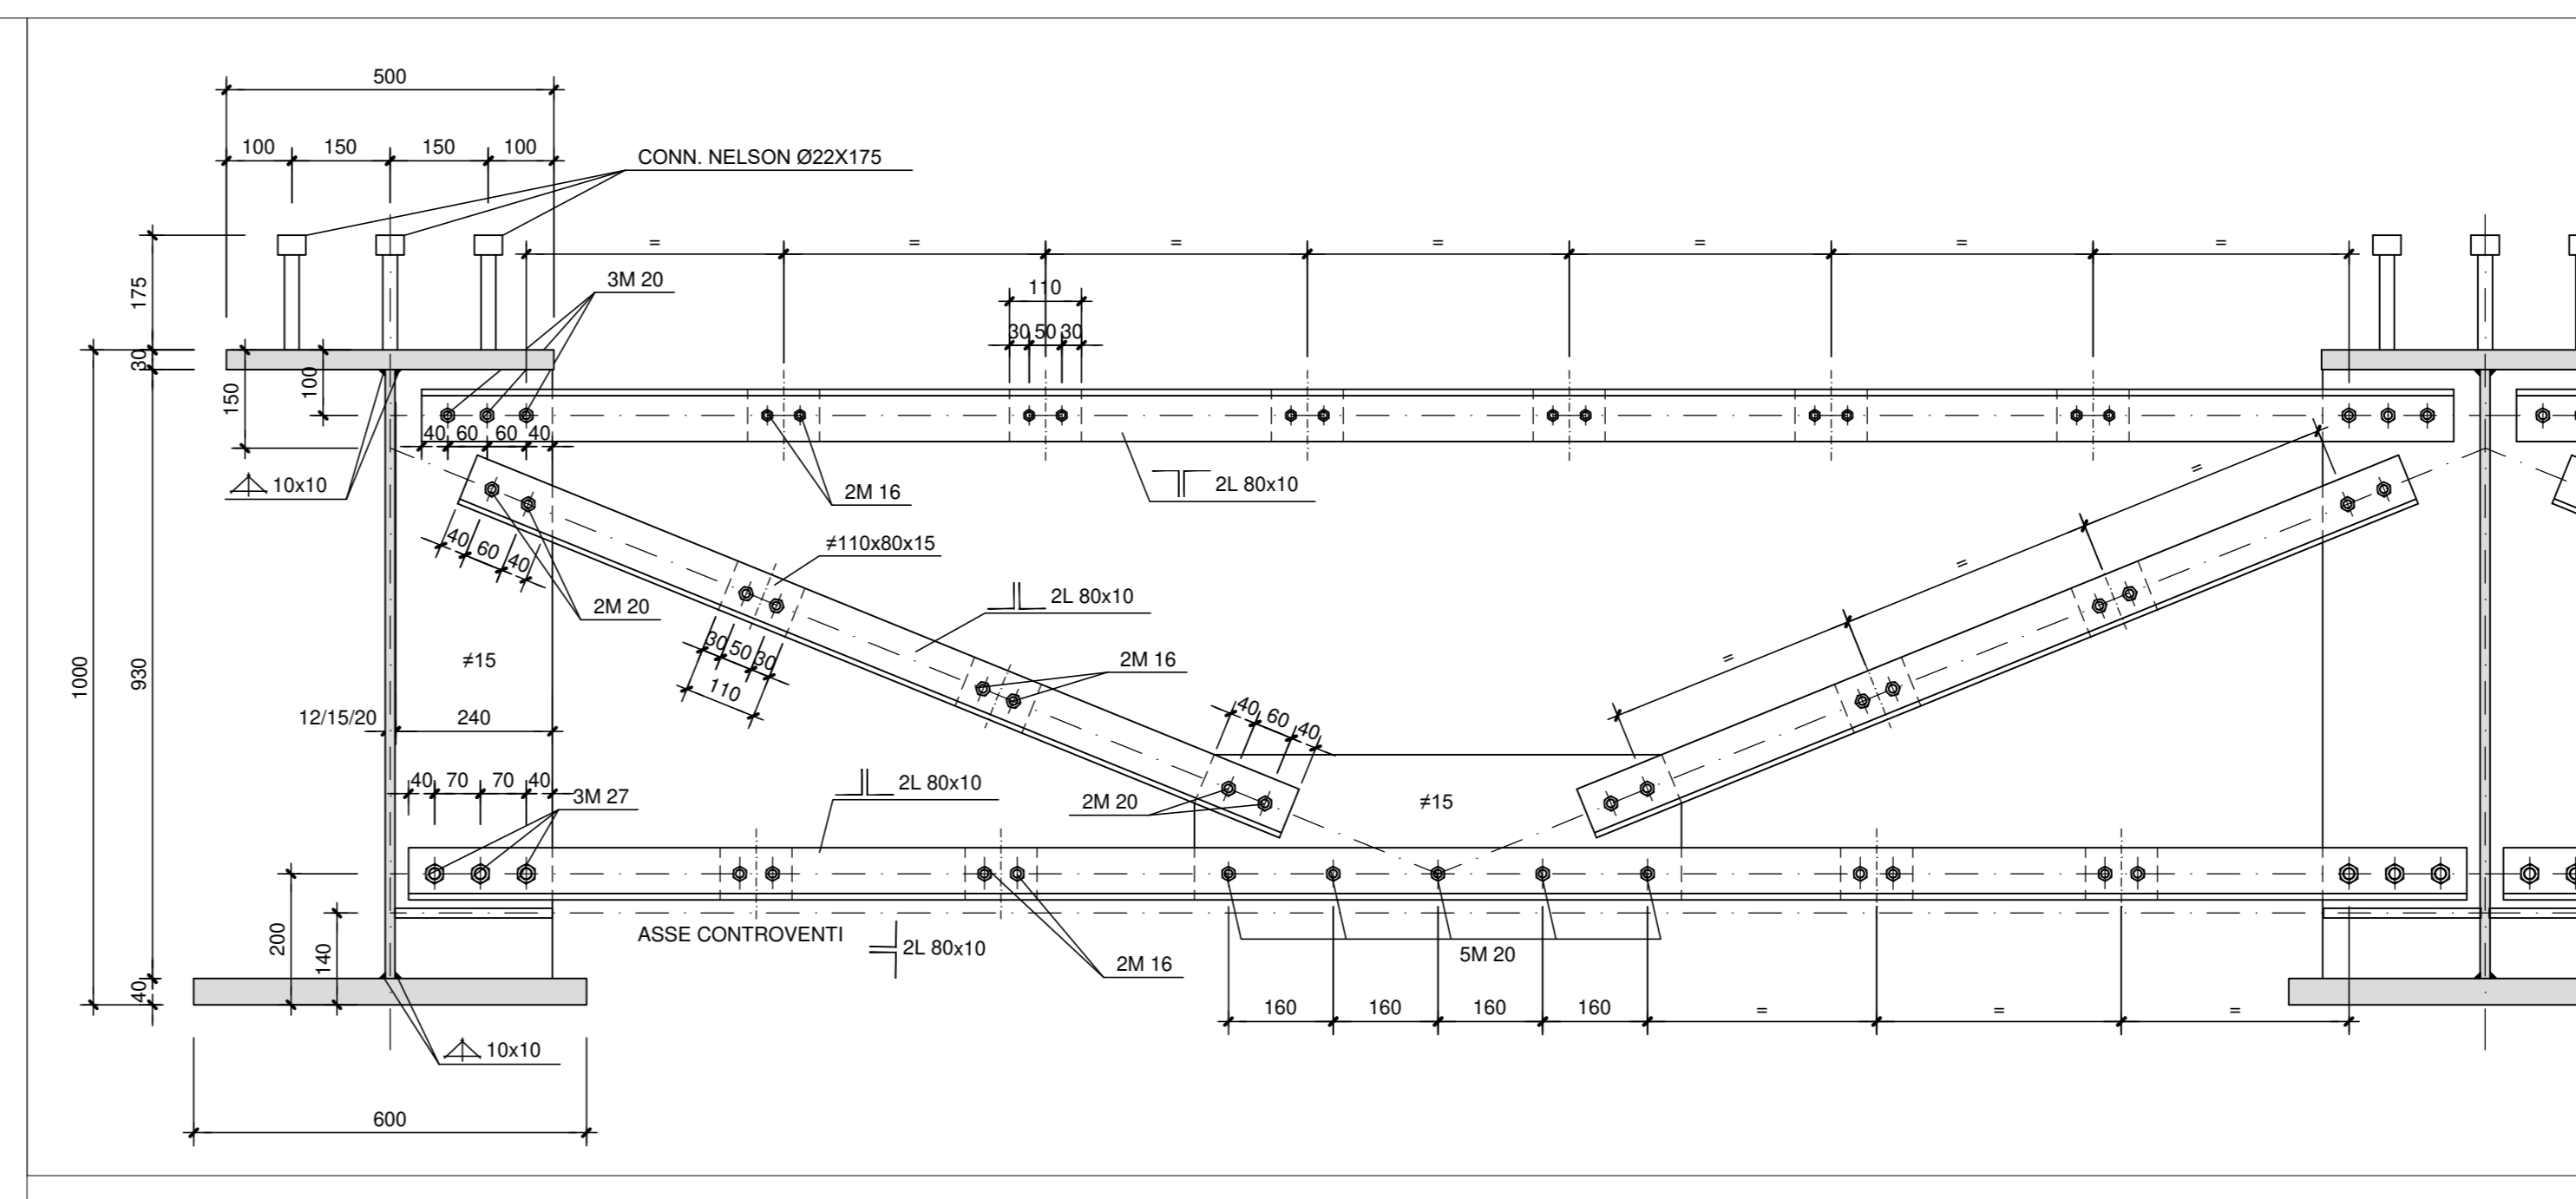 500
100 150 150 100
CONN. NELSON Ø22X175
= = = = = = =
175
3M 20
110
30 50 30
30
150
100
40 60 60 40
10x10
2M 16
2L 80x10
=
40 60 40
≠110x80x15
=
2M 20
2L 80x10
30 50 30
110
2M 16
=
≠15
1000
930
12/15/20
240
40 60 40
40 70 70 40
3M 27
2L 80x10
2M 20
≠15
200
140
ASSE CONTROVENTI
2L 80x10
2M 16
5M 20
40
160 160 160 160 = = =
10x10
600